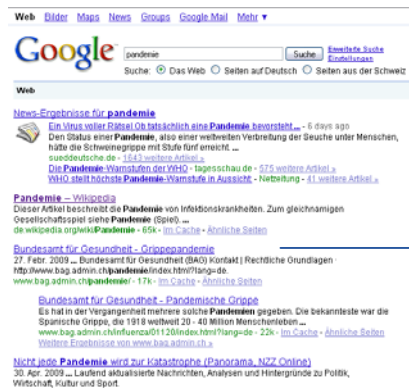 Web Bilder Maps News Groups Google Mail Mehr ▼
Google
pandemie
Suche
Erweiterte Suche
Einstellungen
Suche: Das Web Seiten auf Deutsch Seiten aus der Schweiz
Web
News-Ergebnisse für pandemie
Ein Virus voller Rätsel Ob tatsächlich eine Pandemie bevorsteht ... - 6 days ago
Den Status einer Pandemie, also einer weltweiten Verbreitung der Seuche unter Menschen,
hätte die Schweinegrippe mit Stufe fünf erreicht. ...
sueddeutsche.de - 1643 weitere Artikel »
Die Pandemie-Warnstufen der WHO - tagesschau.de - 575 weitere Artikel »
WHO stellt höchste Pandemie-Warnstufe in Aussicht - Netzeitung - 41 weitere Artikel »
Pandemie – Wikipedia
Dieser Artikel beschreibt die Pandemie von Infektionskrankheiten. Zum gleichnamigen
Gesellschaftsspiel siehe Pandemie (Spiel). ...
de.wikipedia.org/wiki/Pandemie - 65k - Im Cache - Ähnliche Seiten
Bundesamt für Gesundheit - Grippepandemie
27. Febr. 2009 ... Bundesamt für Gesundheit (BAG) Kontakt | Rechtliche Grundlagen ·
http://www.bag.admin.ch/pandemie/index.html?lang=de.
www.bag.admin.ch/pandemie/ - 17k - Im Cache - Ähnliche Seiten
Bundesamt für Gesundheit - Pandemische Grippe
Es hat in der Vergangenheit mehrere solche Pandemien gegeben. Die bekannteste war die
Spanische Grippe, die 1918 weltweit 20 - 40 Million Menschenleben ...
www.bag.admin.ch/influenza/01120/index.html?lang=de - 22k - Im Cache - Ähnliche Seiten
Weitere Ergebnisse von www.bag.admin.ch »
Nicht jede Pandemie wird zur Katastrophe (Panorama, NZZ Online)
30. Apr. 2009 ... Laufend aktualisierte Nachrichten, Analysen und Hintergründe zu Politik,
Wirtschaft, Kultur und Sport.